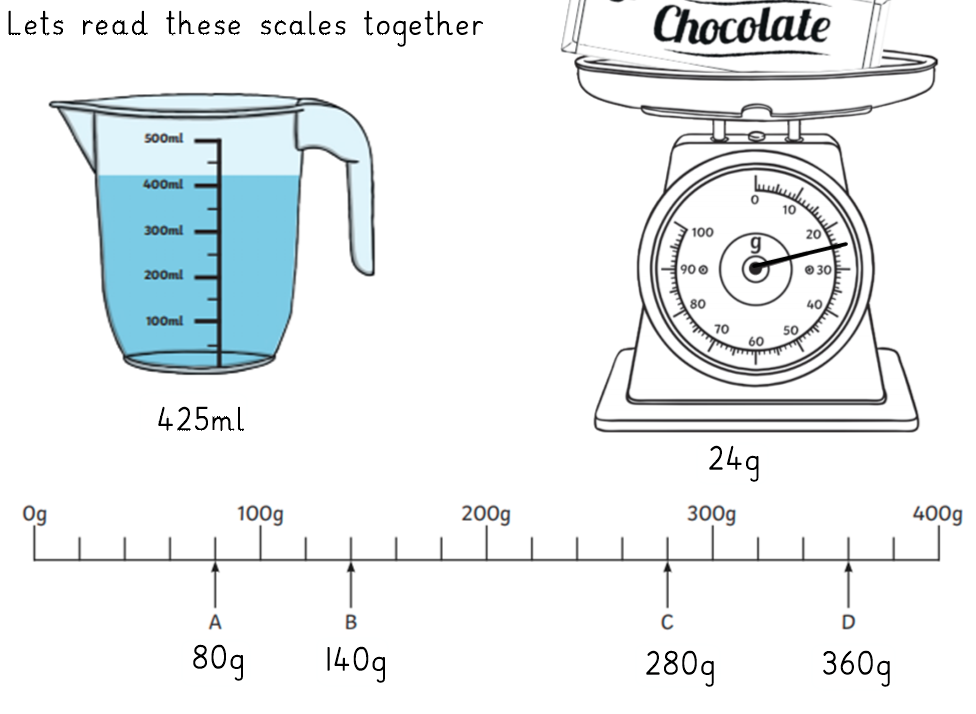 Lets read these scales together
Chocolate
500ml
400ml
300ml
200ml
100ml
425ml
0
10
20
30
40
50
60
70
80
90
100
g
24g
0g 100g 200g 300g 400g
A B C D
80g 140g 280g 360g